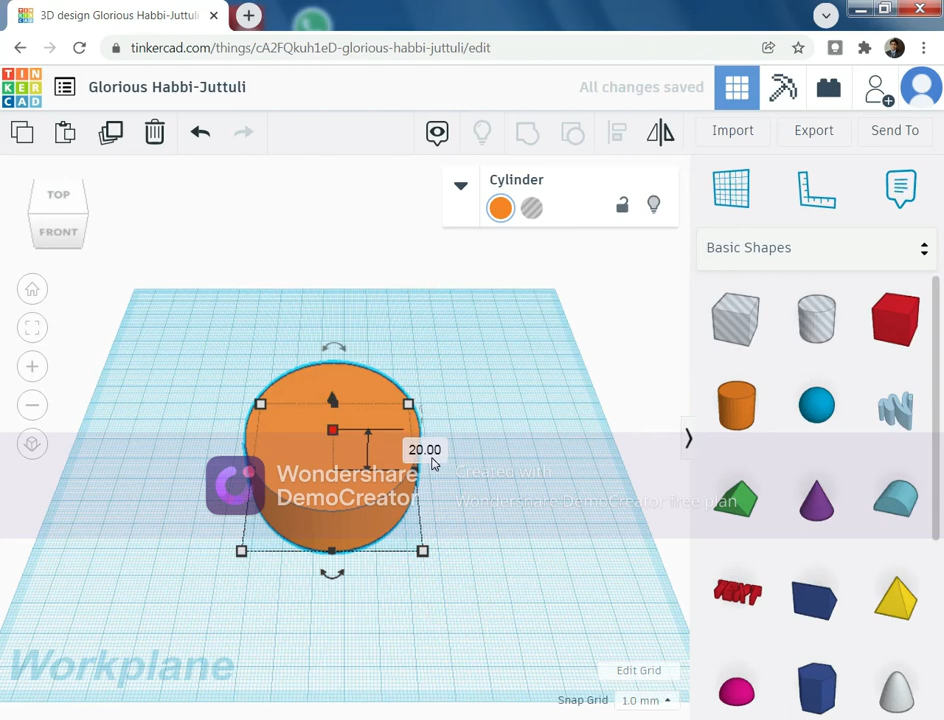 3D design Glorious Habbi-Juttuli
tinkercad.com/things/cA2FQkuh1eD-glorious-habbi-juttuli/edit
TIN
KER
CAD
Glorious Habbi-Juttuli
All changes saved
Import
Export
Send To
TOP
FRONT
Cylinder
Basic Shapes
20.00
Wondershare
DemoCreator
Created with
Wondershare DemoCreator free plan
TEXT
Workplane
Edit Grid
Snap Grid
1.0 mm